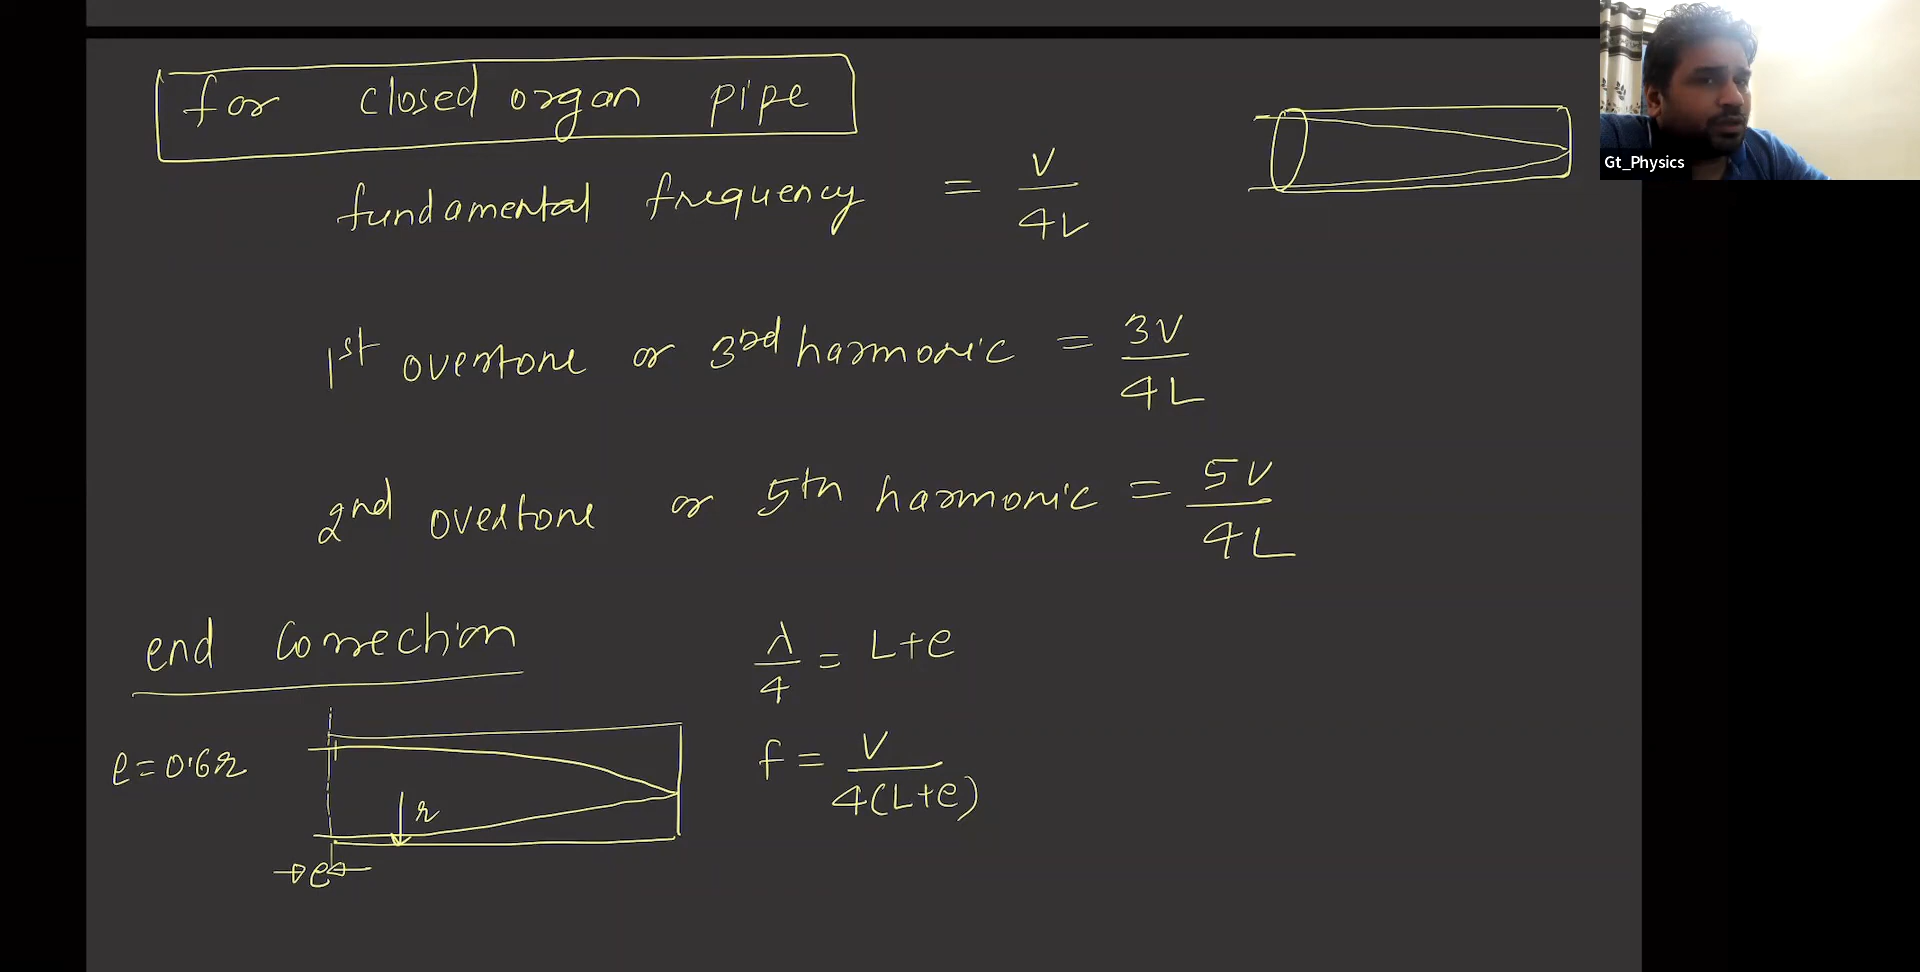 for closed organ pipe
fundamental frequency = V/4L
1st overtone or 3rd harmonic = 3V/4L
2nd overtone or 5th harmonic = 5V/4L
end correction
λ/4 = L+e
e=0.6r
f = V/4(L+e)
r
e
Gt_Physics